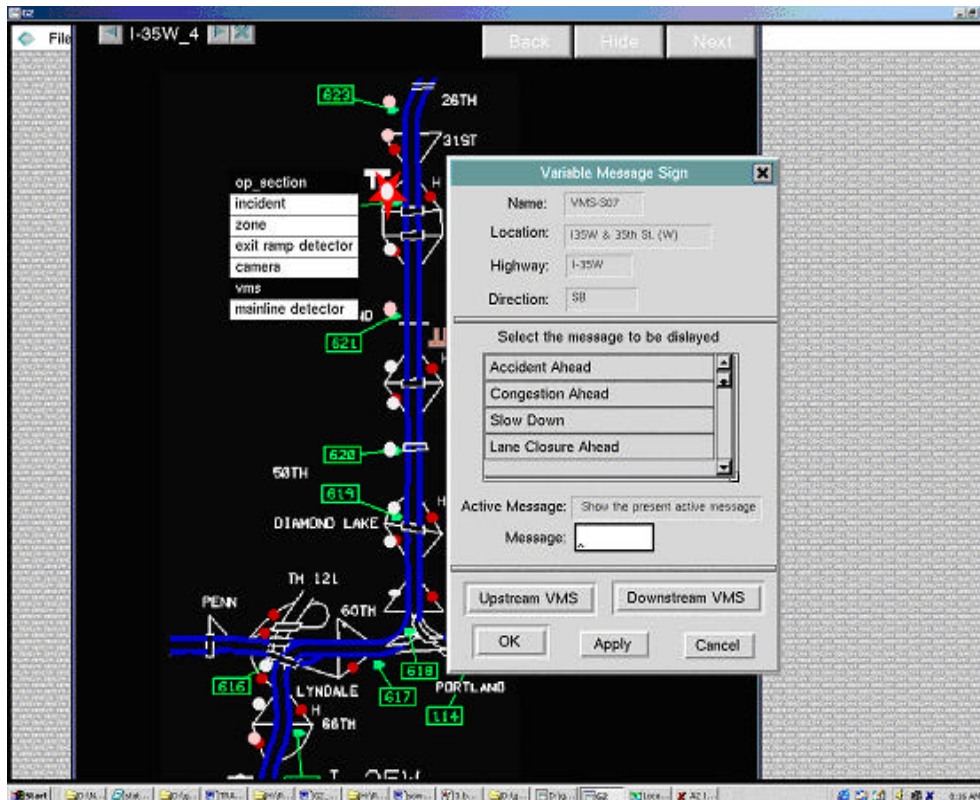 G2
File
I-35W_4
Back Hide Next
623
26TH
31ST
op_section
incident
zone
exit ramp detector
camera
vms
mainline detector
H
621
H
620
50TH
619
H
DIAMOND LAKE
TH 121
PENN
60TH
618
616
LYNDALE
617
PORTLAND
114
H
66TH
I-35W
Variable Message Sign
Name: VMS-S07
Location: I35W & 35th St. (W)
Highway: I-35W
Direction: SB
Select the message to be dislayed
Accident Ahead
Congestion Ahead
Slow Down
Lane Closure Ahead
Active Message: Show the present active message
Message:
Upstream VMS Downstream VMS
OK Apply Cancel
Start
G2